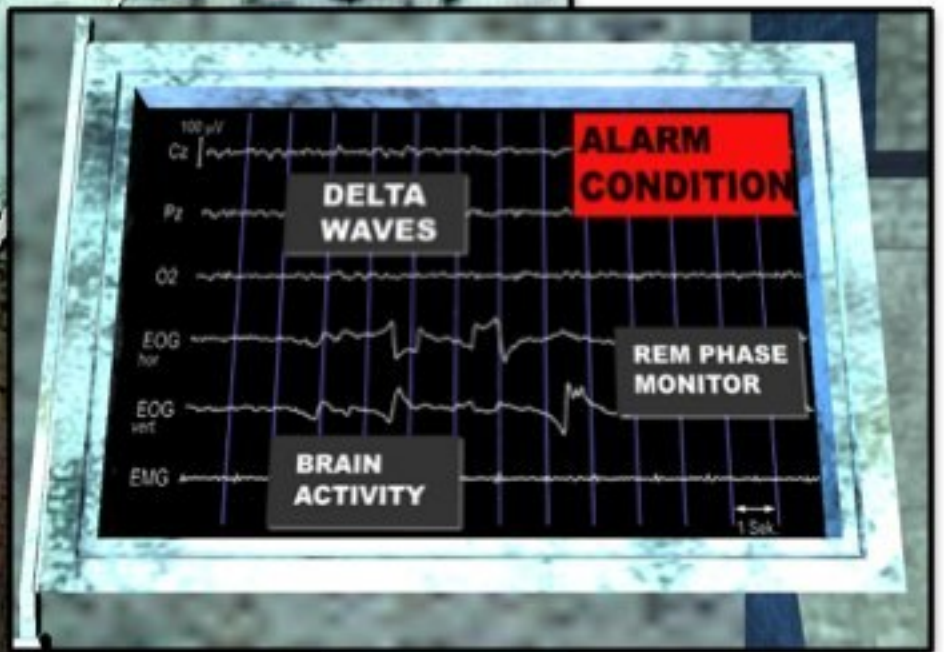 100 µV
Cz
ALARM
CONDITION
DELTA
WAVES
Pz
O2
EOG
hor
REM PHASE
MONITOR
EOG
vert
BRAIN
ACTIVITY
EMG
1 Sek.